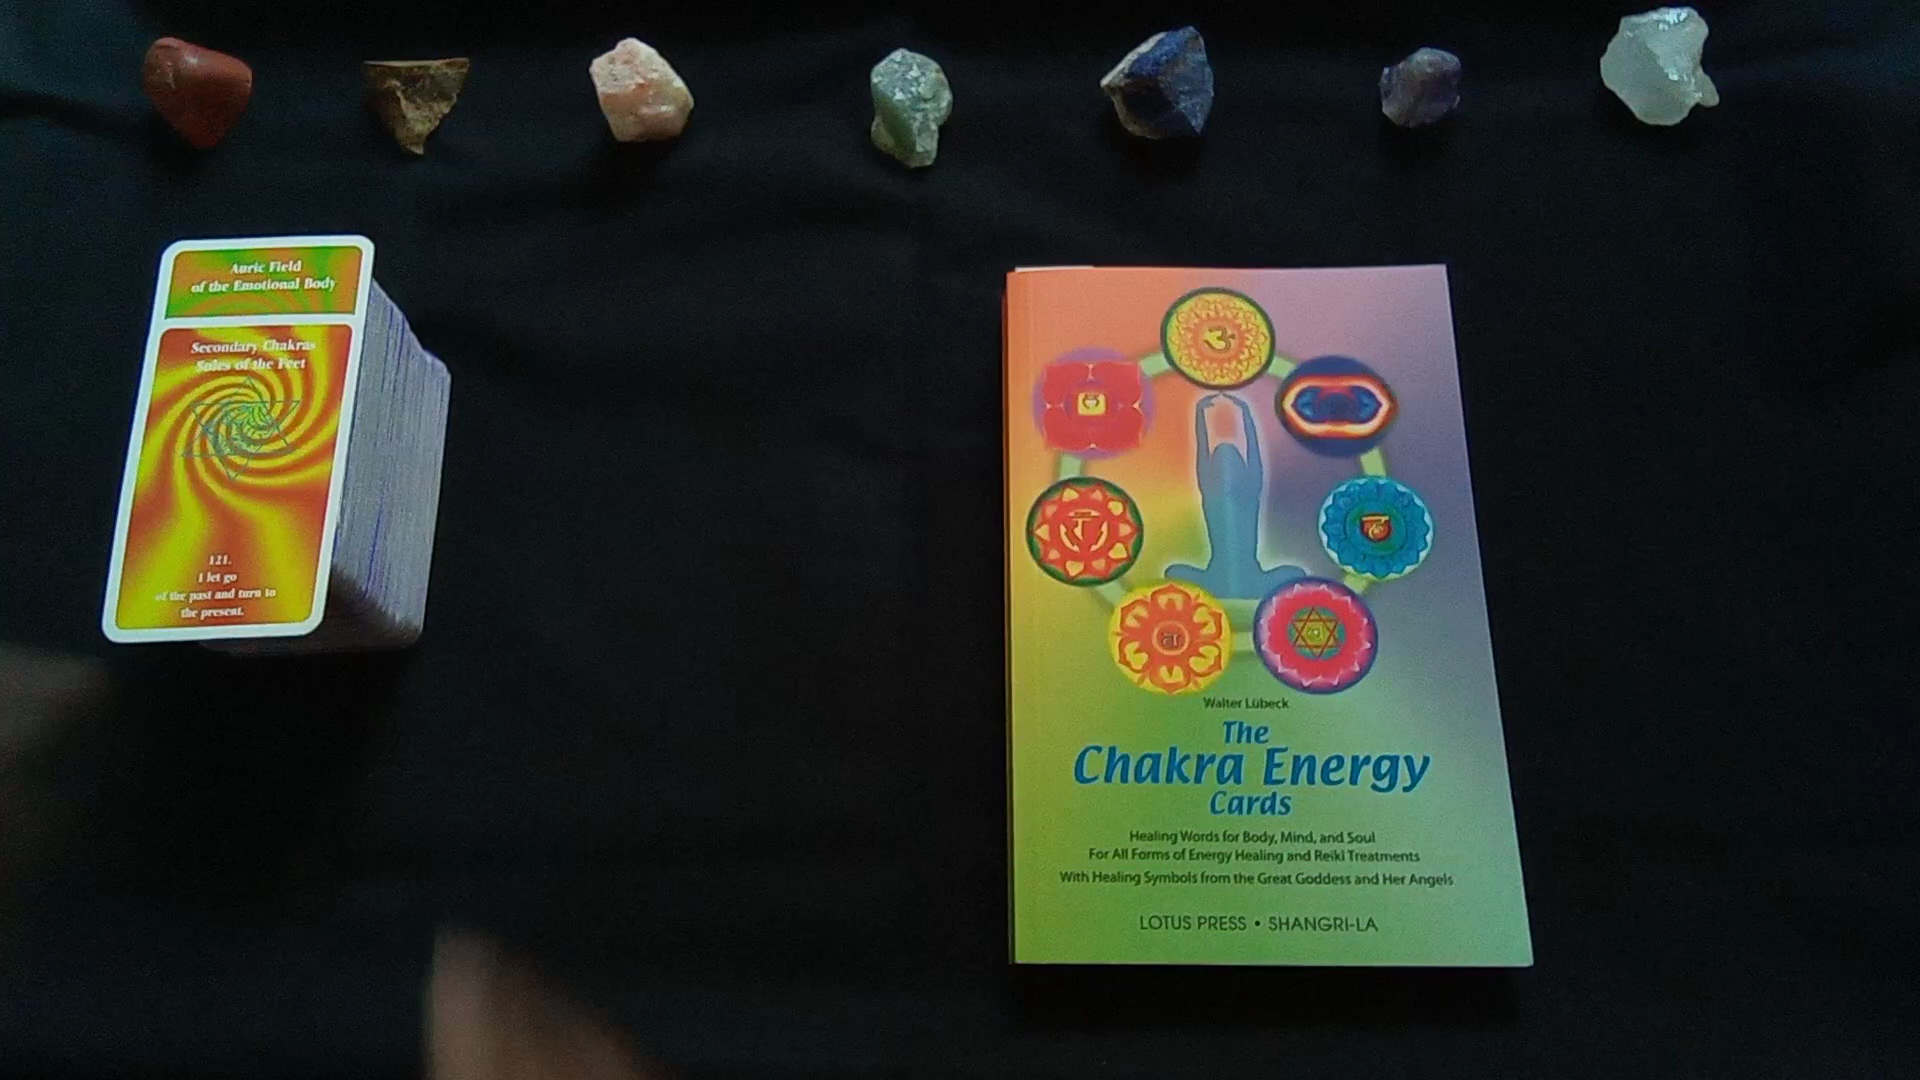 Auric Field
of the Emotional Body
Secondary Chakras
Soles of the Feet
121.
I let go
of the past and turn to
the present.
Walter Lübeck
The
Chakra Energy
Cards
Healing Words for Body, Mind, and Soul
For All Forms of Energy Healing and Reiki Treatments
With Healing Symbols from the Great Goddess and Her Angels
LOTUS PRESS • SHANGRI-LA